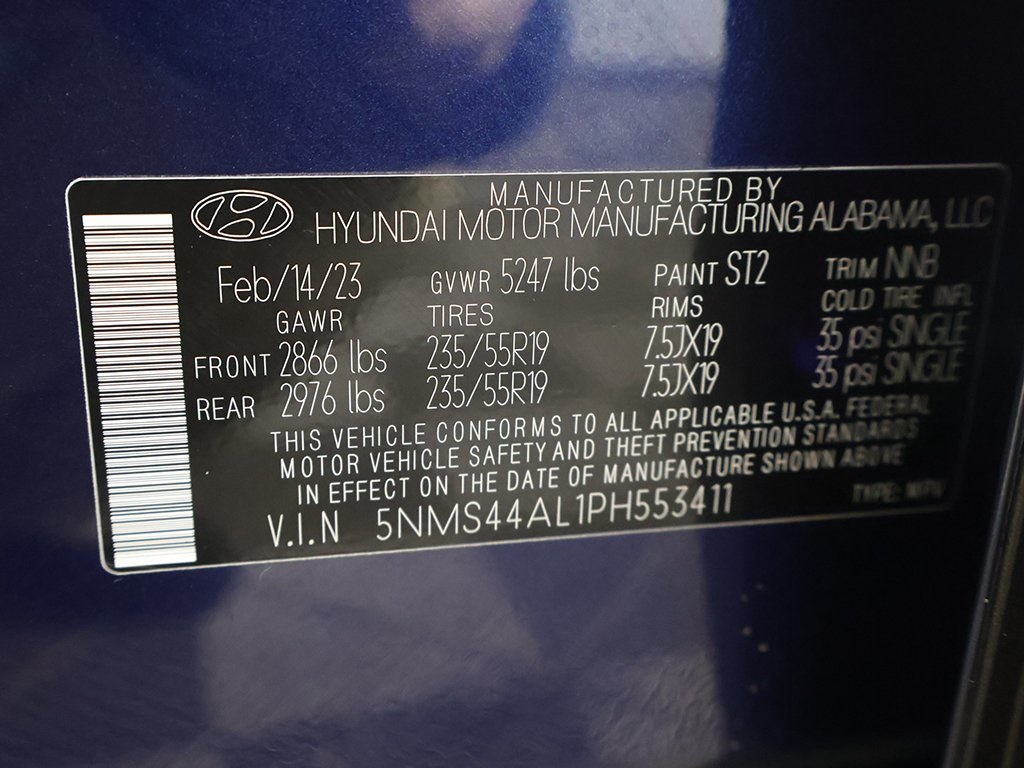 MANUFACTURED BY
HYUNDAI MOTOR MANUFACTURING ALABAMA, LLC
Feb/14/23 GVWR 5247 lbs PAINT ST2 TRIM NNB
GAWR TIRES RIMS COLD TIRE INFL
FRONT 2866 lbs 235/55R19 7.5JX19 35 psi SINGLE
REAR 2976 lbs 235/55R19 7.5JX19 35 psi SINGLE
THIS VEHICLE CONFORMS TO ALL APPLICABLE U.S.A. FEDERAL
MOTOR VEHICLE SAFETY AND THEFT PREVENTION STANDARDS
IN EFFECT ON THE DATE OF MANUFACTURE SHOWN ABOVE
V.I.N 5NMS44AL1PH553411 TYPE: MPV